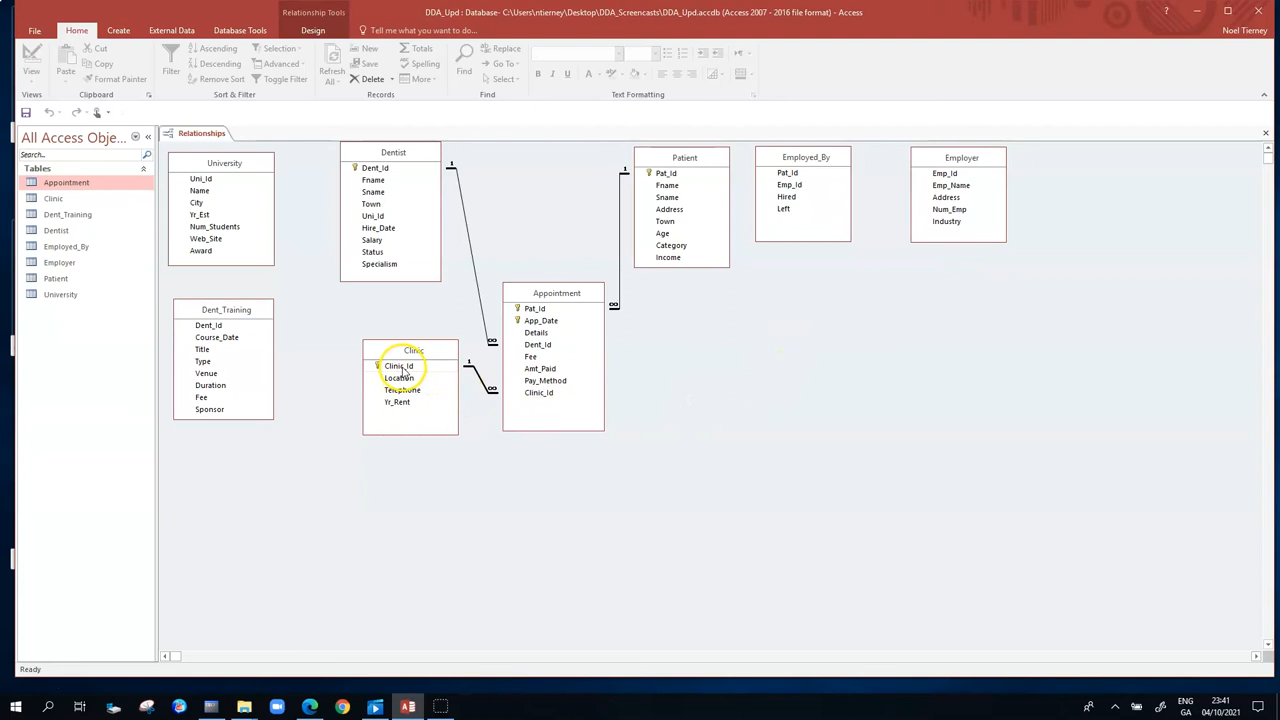 Relationship Tools
DDA_Upd : Database- C:\Users\ntierney\Desktop\DDA_Screencasts\DDA_Upd.accdb (Access 2007 - 2016 file format) - Access
File
Home
Create
External Data
Database Tools
Design
Tell me what you want to do...
Noel Tierney
View
Paste
Cut
Copy
Format Painter
Filter
Ascending
Descending
Remove Sort
Selection
Advanced
Toggle Filter
Refresh
All
New
Save
Delete
Totals
Spelling
More
Find
Replace
Go To
Select
B I U
Views
Clipboard
Sort & Filter
Records
Find
Text Formatting
All Access Obje...
Search...
Tables
Appointment
Clinic
Dent_Training
Dentist
Employed_By
Employer
Patient
University
Relationships
University
Uni_Id
Name
City
Yr_Est
Num_Students
Web_Site
Award
Dentist
Dent_Id
Fname
Sname
Town
Uni_Id
Hire_Date
Salary
Status
Specialism
1
Patient
Pat_Id
Fname
Sname
Address
Town
Age
Category
Income
1
Employed_By
Pat_Id
Emp_Id
Hired
Left
Employer
Emp_Id
Emp_Name
Address
Num_Emp
Industry
Dent_Training
Dent_Id
Course_Date
Title
Type
Venue
Duration
Fee
Sponsor
Clinic
Clinic_Id
Location
Telephone
Yr_Rent
1
∞
∞
∞
Appointment
Pat_Id
App_Date
Details
Dent_Id
Fee
Amt_Paid
Pay_Method
Clinic_Id
Ready
ENG
GA
23:41
04/10/2021